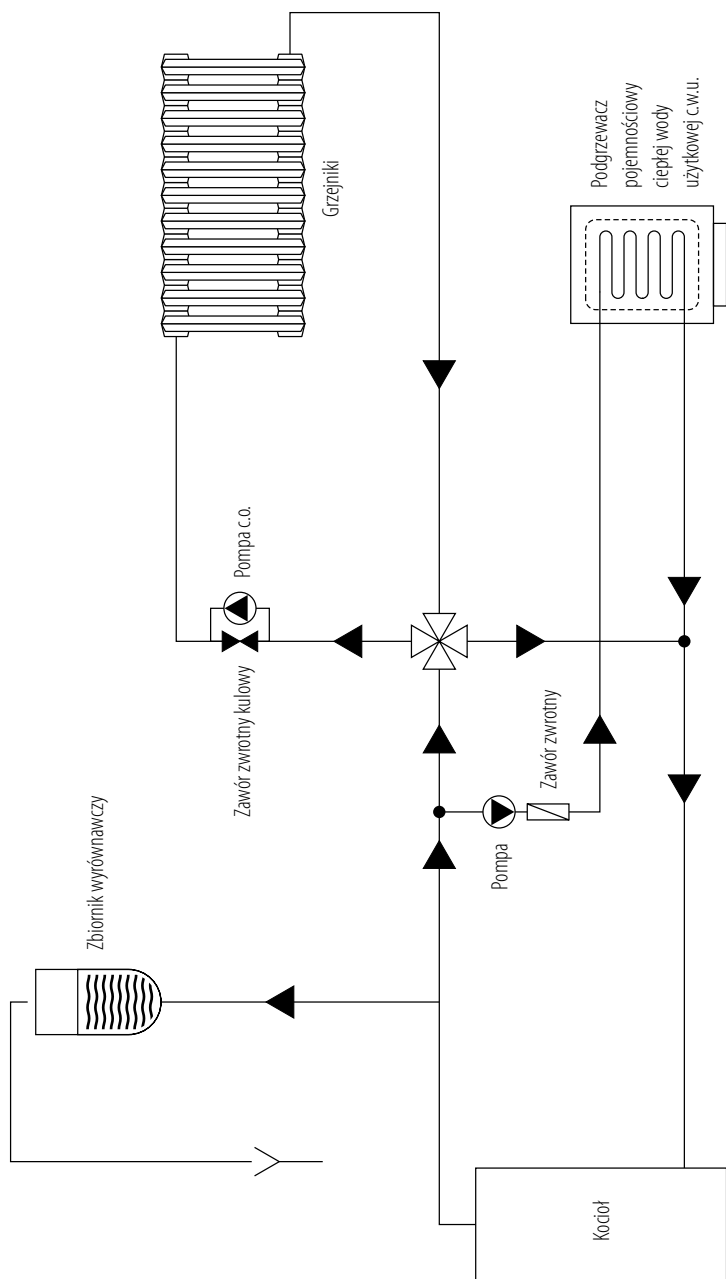 Zbiornik wyrównawczy
Zawór zwrotny kulowy
Pompa c.o.
Grzejniki
Kocioł
Pompa
Zawór zwrotny
Podgrzewacz
pojemnościowy
ciepłej wody
użytkowej c.w.u.